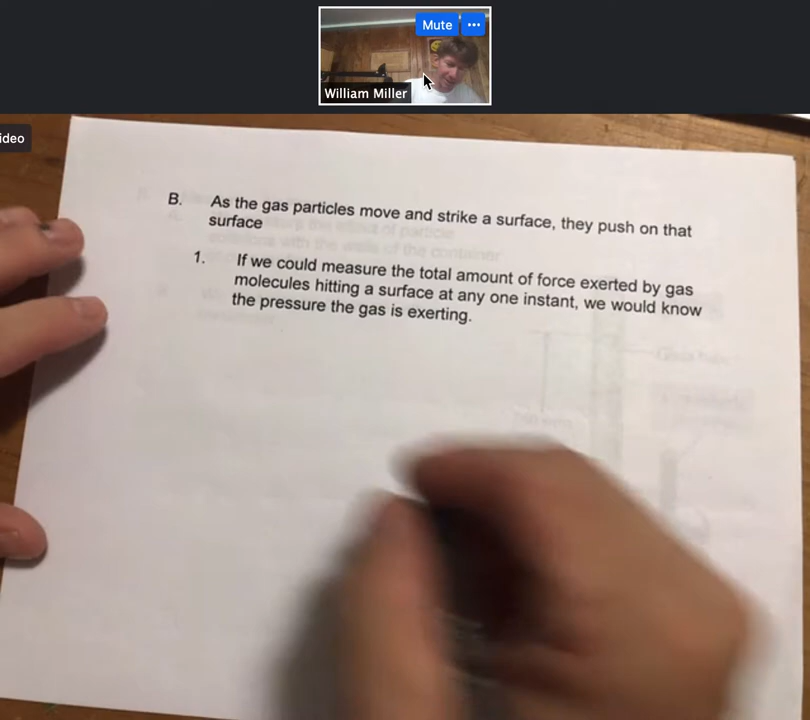 Mute
...
William Miller
ideo
B. As the gas particles move and strike a surface, they push on that
surface
1. If we could measure the total amount of force exerted by gas
molecules hitting a surface at any one instant, we would know
the pressure the gas is exerting.